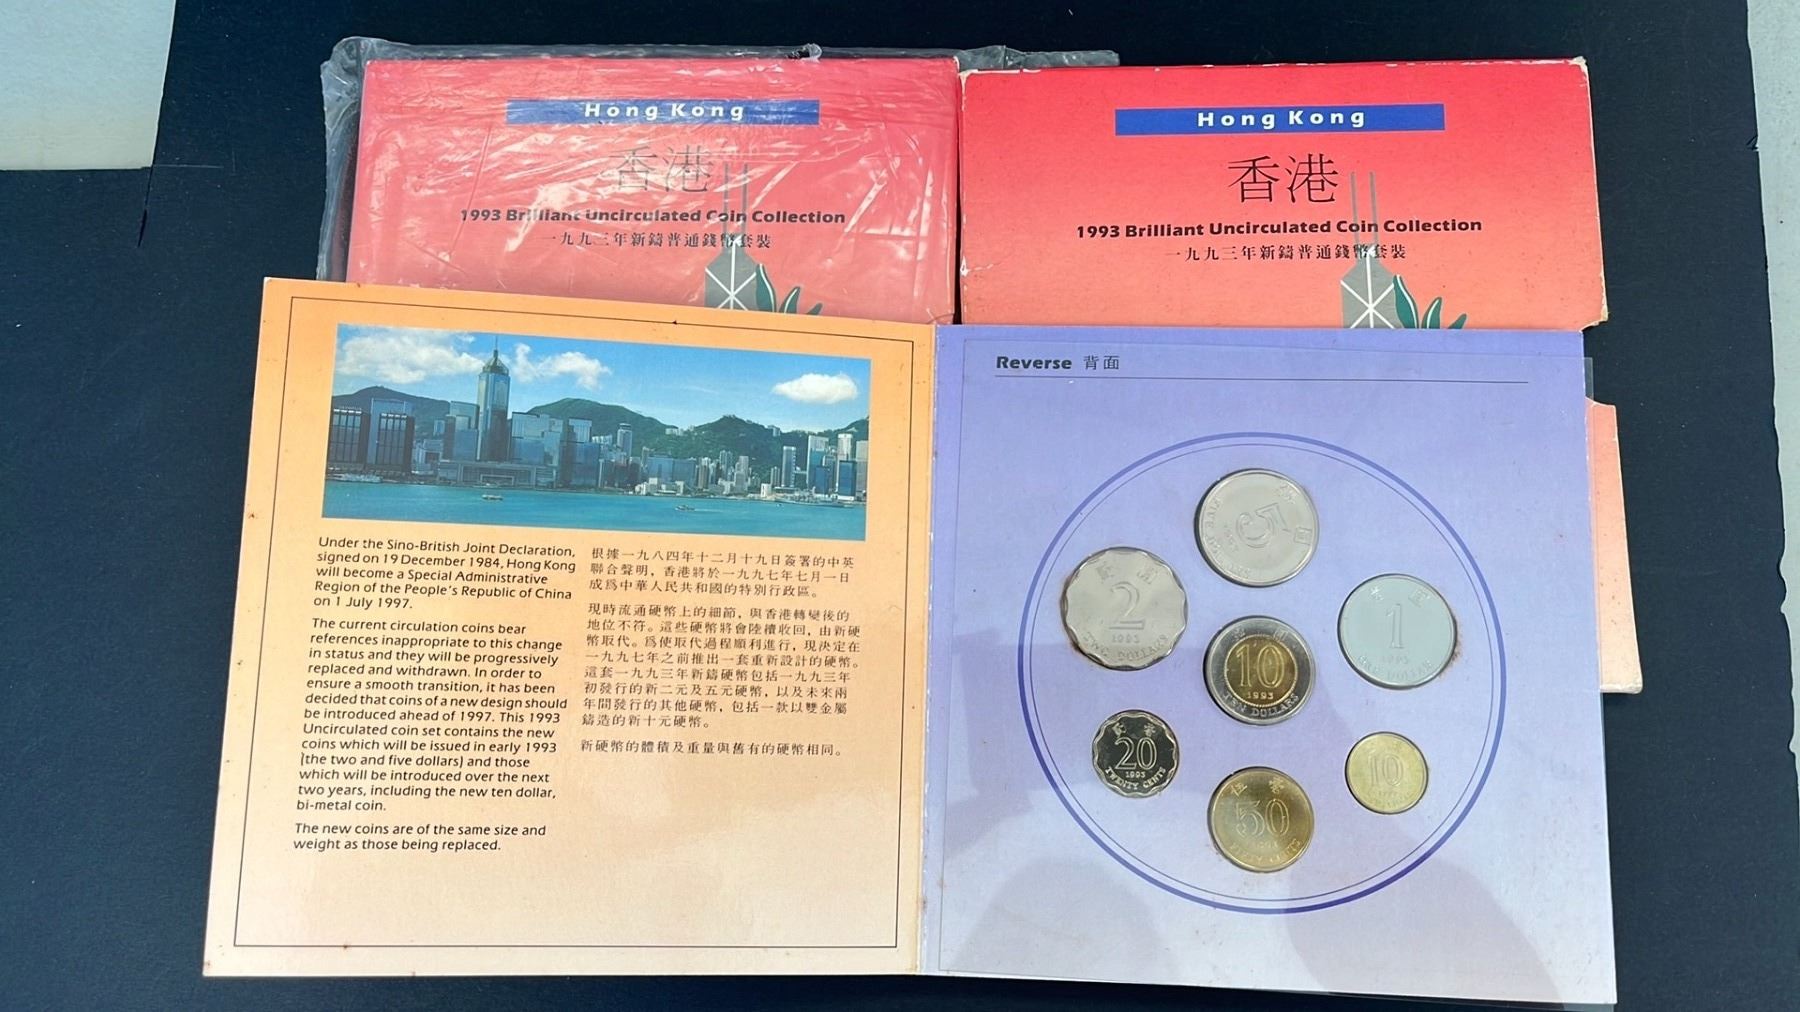 Hong Kong
香港
1993 Brilliant Uncirculated Coin Collection
一九九三年新鑄普通錢幣套裝
Hong Kong
香港
1993 Brilliant Uncirculated Coin Collection
一九九三年新鑄普通錢幣套裝
Under the Sino-British Joint Declaration,
signed on 19 December 1984, Hong Kong
will become a Special Administrative
Region of the People's Republic of China
on 1 July 1997.
The current circulation coins bear
references inappropriate to this change
in status and they will be progressively
replaced and withdrawn. In order to
ensure a smooth transition, it has been
decided that coins of a new design should
be introduced ahead of 1997. This 1993
Uncirculated coin set contains the new
coins which will be issued in early 1993
(the two and five dollars) and those
which will be introduced over the next
two years, including the new ten dollar,
bi-metal coin.
The new coins are of the same size and
weight as those being replaced.
根據一九八四年十二月十九日簽署的中英
聯合聲明，香港將於一九九七年七月一日
成爲中華人民共和國的特別行政區。
現時流通硬幣上的細節，與香港轉變後的
地位不符。這些硬幣將會陸續收回，由新硬
幣取代。爲使取代過程順利進行，現決定在
一九九七年之前推出一套重新設計的硬幣。
這套一九九三年新鑄硬幣包括一九九三年
初發行的新二元及五元硬幣，以及未來兩
年間發行的其他硬幣，包括一款以雙金屬
鑄造的新十元硬幣。
新硬幣的體積及重量與舊有的硬幣相同。
Reverse 背面
5
圓
2
1993
TWO DOLLARS
1
圓
10
1993
TEN DOLLARS
20
1993
TWENTY CENTS
伍 毫
50
10